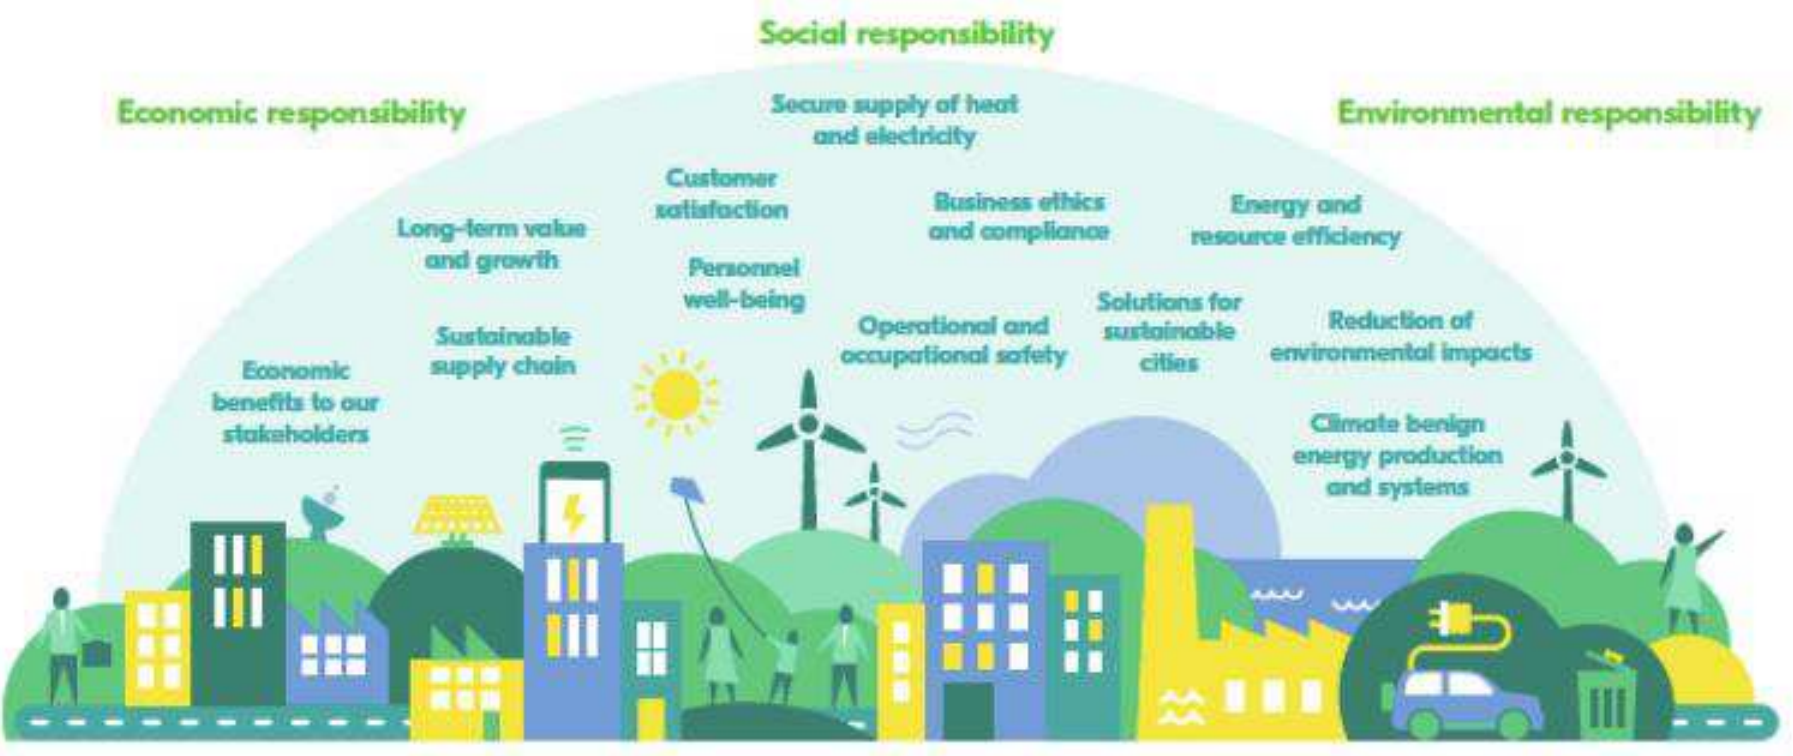 Social responsibility
Economic responsibility
Environmental responsibility
Secure supply of heat
and electricity
Customer
satisfaction
Business ethics
and compliance
Energy and
resource efficiency
Long-term value
and growth
Personnel
well-being
Solutions for
sustainable
cities
Operational and
occupational safety
Reduction of
environmental impacts
Sustainable
supply chain
Economic
benefits to our
stakeholders
Climate benign
energy production
and systems